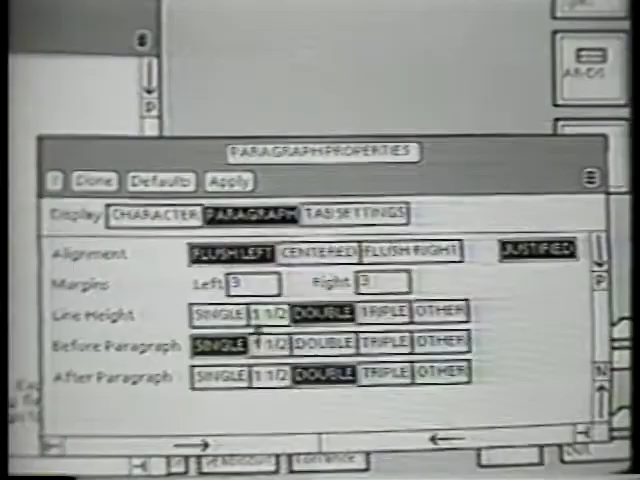 PARAGRAPH PROPERTIES
? Done Defaults Apply
Display CHARACTER PARAGRAPH TAB SETTINGS
Alignment FLUSH LEFT CENTERED FLUSH RIGHT JUSTIFIED
Margins Left 3 Right 3
Line Height SINGLE 1 1/2 DOUBLE TRIPLE OTHER
Before Paragraph SINGLE 1 1/2 DOUBLE TRIPLE OTHER
After Paragraph SINGLE 1 1/2 DOUBLE TRIPLE OTHER
P
P
N